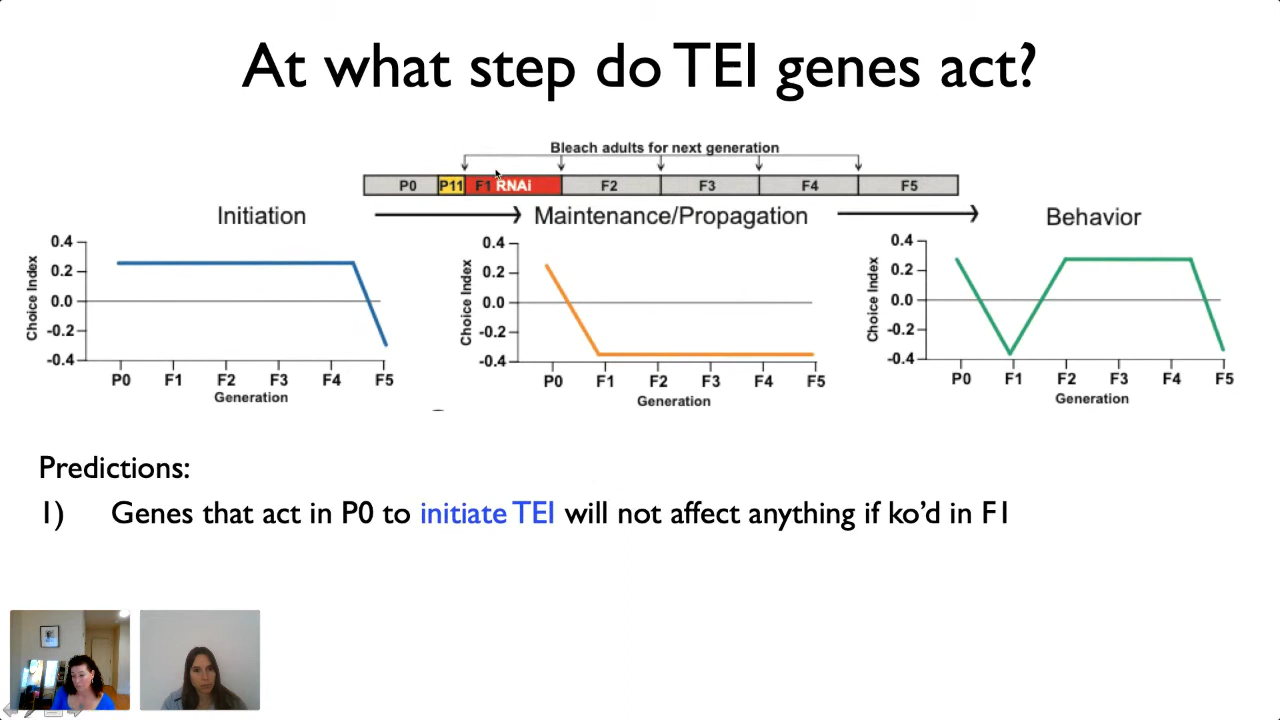 At what step do TEI genes act?
Bleach adults for next generation
P0 P11 F1 RNAi F2 F3 F4 F5
Initiation
Maintenance/Propagation
Behavior
Choice Index
0.4
0.2
0.0
-0.2
-0.4
P0 F1 F2 F3 F4 F5
Generation
Choice Index
0.4
0.2
0.0
-0.2
-0.4
P0 F1 F2 F3 F4 F5
Generation
Choice Index
0.4
0.2
0.0
-0.2
-0.4
P0 F1 F2 F3 F4 F5
Generation
Predictions:
1) Genes that act in P0 to initiate TEI will not affect anything if ko’d in F1